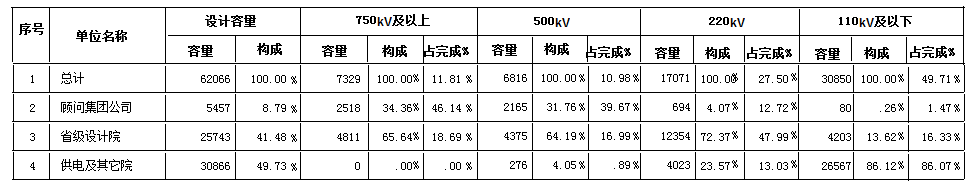 序号 单位名称 设计容量 750kV及以上 500kV 220kV 110kV及以下
容量 构成 容量 构成 占完成% 容量 构成 占完成% 容量 构成 占完成% 容量 构成 占完成%
1 总计 62066 100.00 % 7329 100.00% 11.81 % 6816 100.00 % 10.98% 17071 100.00% 27.50% 30850 100.00 % 49.71%
2 顾问集团公司 5457 8.79 % 2518 34.36% 46.14 % 2165 31.76 % 39.67% 694 4.07% 12.72% 80 .26% 1.47%
3 省级设计院 25743 41.48 % 4811 65.64% 18.69 % 4375 64.19 % 16.99% 12354 72.37% 47.99% 4203 13.62% 16.33%
4 供电及其它院 30866 49.73 % 0 .00% .00 % 276 4.05% .89% 4023 23.57% 13.03% 26567 86.12% 86.07%